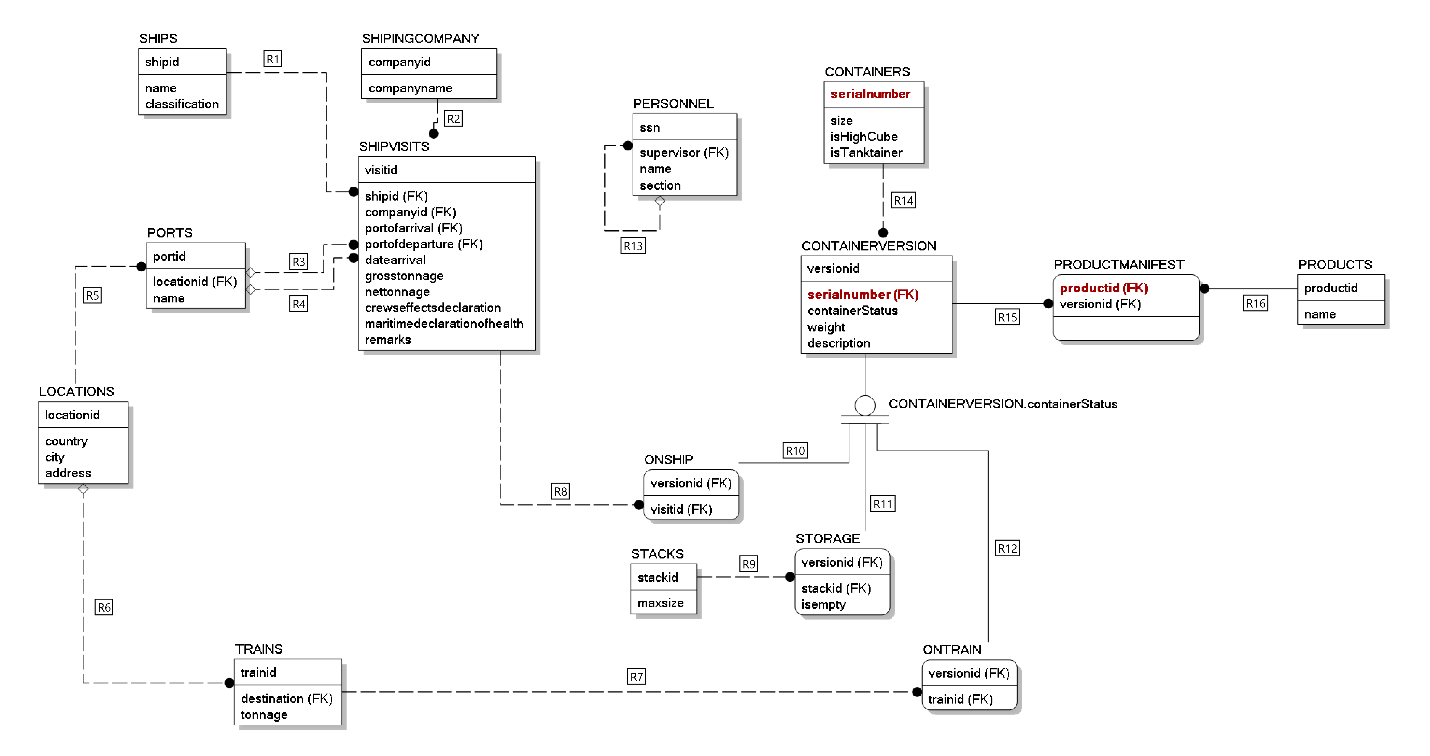 SHIPS
shipid
name
classification
R1
SHIPINGCOMPANY
companyid
companyname
R2
SHIPVISITS
visitid
shipid (FK)
companyid (FK)
portofarrival (FK)
portofdeparture (FK)
datearrival
grosstonnage
nettonnage
crewseffectsdeclaration
maritimedeclarationofhealth
remarks
PERSONNEL
ssn
supervisor (FK)
name
section
R13
CONTAINERS
serialnumber
size
isHighCube
isTanktainer
R14
PORTS
portid
locationid (FK)
name
R3
R4
R5
CONTAINERVERSION
versionid
serialnumber (FK)
containerStatus
weight
description
R15
PRODUCTMANIFEST
productid (FK)
versionid (FK)
R16
PRODUCTS
productid
name
LOCATIONS
locationid
country
city
address
CONTAINERVERSION.containerStatus
R10
ONSHIP
versionid (FK)
visitid (FK)
R8
R11
STORAGE
versionid (FK)
stackid (FK)
isempty
R9
STACKS
stackid
maxsize
R12
R6
TRAINS
trainid
destination (FK)
tonnage
R7
ONTRAIN
versionid (FK)
trainid (FK)